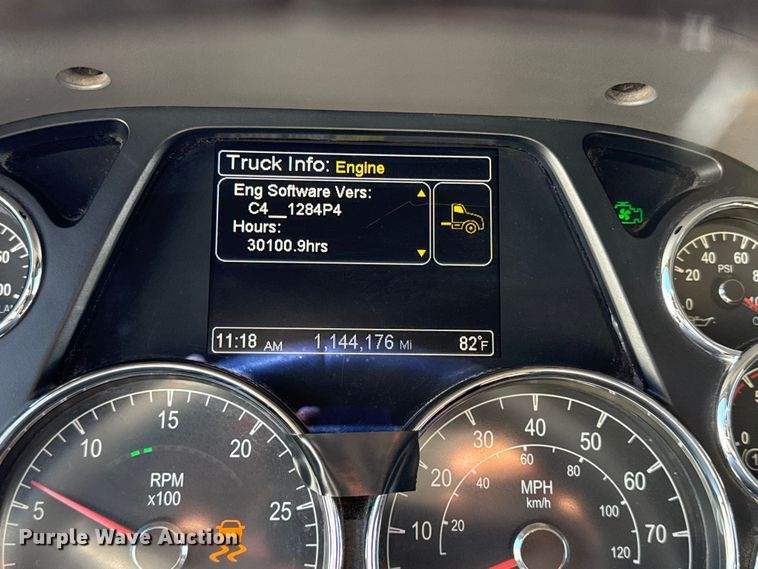 Truck Info: Engine
Eng Software Vers:
C4__1284P4
Hours:
30100.9hrs
11:18 AM 1,144,176 Mi 82°F
20 40 60
0 PSI
5 10 15 20 25
RPM
x100
10 20 30 40 50 60 70
20 40 60 80 100 120
MPH
km/h
Purple Wave Auction